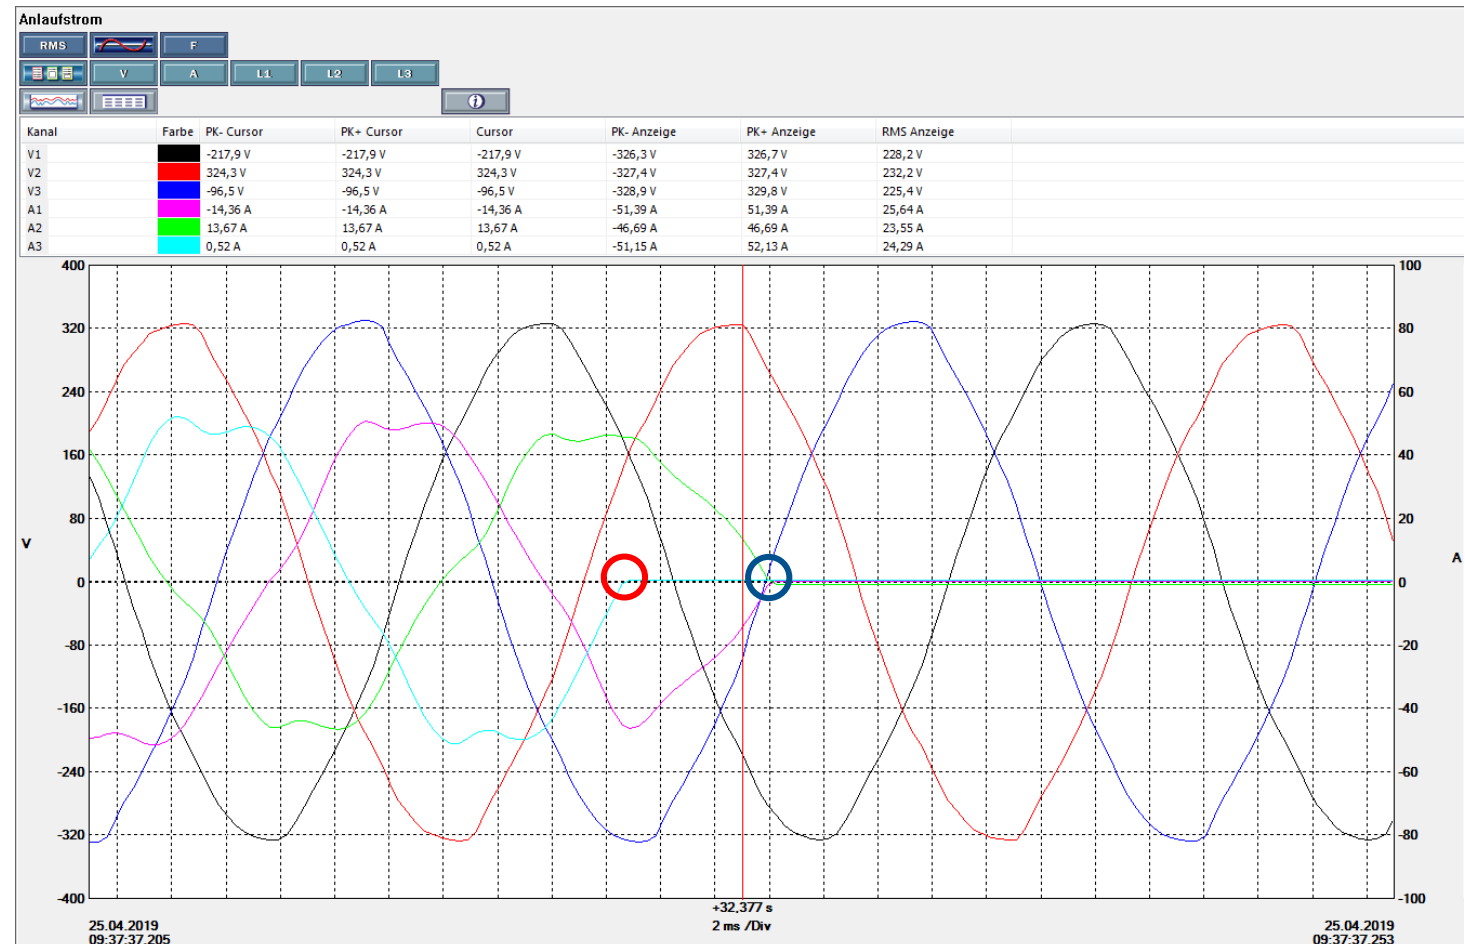 Anlaufstrom
RMS F
V A L1 L2 L3
Kanal Farbe PK- Cursor PK+ Cursor Cursor PK- Anzeige PK+ Anzeige RMS Anzeige
V1 -217,9 V -217,9 V -217,9 V -326,3 V 326,7 V 228,2 V
V2 324,3 V 324,3 V 324,3 V -327,4 V 327,4 V 232,2 V
V3 -96,5 V -96,5 V -96,5 V -328,9 V 329,8 V 225,4 V
A1 -14,36 A -14,36 A -14,36 A -51,39 A 51,39 A 25,64 A
A2 13,67 A 13,67 A 13,67 A -46,69 A 46,69 A 23,55 A
A3 0,52 A 0,52 A 0,52 A -51,15 A 52,13 A 24,29 A
400 100
320 80
240 60
160 40
80 20
V A
0 0
-80 -20
-160 -40
-240 -60
-320 -80
-400 -100
+32,377 s
25.04.2019 2 ms /Div 25.04.2019
09:37:37.205 09:37:37.253